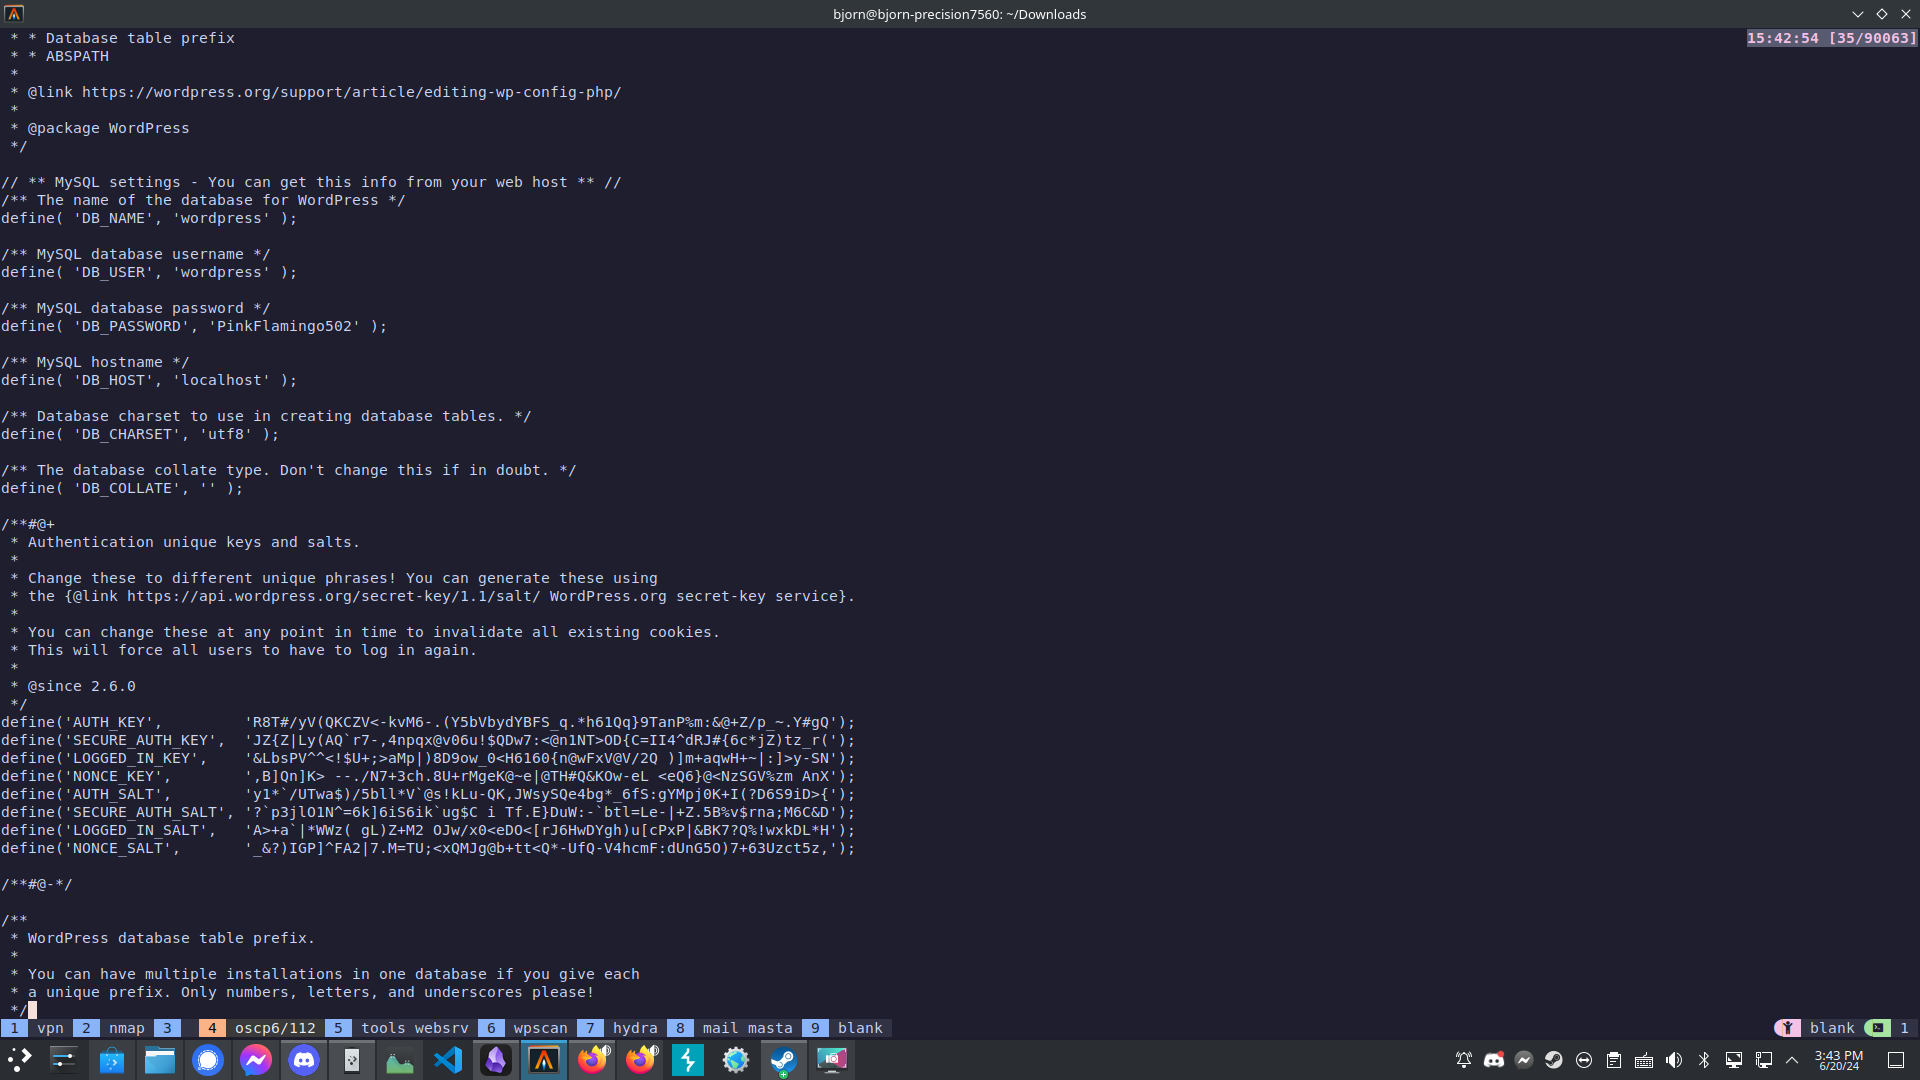 bjorn@bjorn-precision7560: ~/Downloads
* * Database table prefix
15:42:54 [35/90063]
* * ABSPATH
*
* @link https://wordpress.org/support/article/editing-wp-config-php/
*
* @package WordPress
*/
// ** MySQL settings - You can get this info from your web host ** //
/** The name of the database for WordPress */
define( 'DB_NAME', 'wordpress' );
/** MySQL database username */
define( 'DB_USER', 'wordpress' );
/** MySQL database password */
define( 'DB_PASSWORD', 'PinkFlamingo502' );
/** MySQL hostname */
define( 'DB_HOST', 'localhost' );
/** Database charset to use in creating database tables. */
define( 'DB_CHARSET', 'utf8' );
/** The database collate type. Don't change this if in doubt. */
define( 'DB_COLLATE', '' );
/**#@+
* Authentication unique keys and salts.
*
* Change these to different unique phrases! You can generate these using
* the {@link https://api.wordpress.org/secret-key/1.1/salt/ WordPress.org secret-key service}.
*
* You can change these at any point in time to invalidate all existing cookies.
* This will force all users to have to log in again.
*
* @since 2.6.0
*/
define('AUTH_KEY',         'R8T#/yV(QKCZV<-kvM6-.(Y5bVbydYBFS_q.*h61Qq}9TanP%m:&@+Z/p_~.Y#gQ');
define('SECURE_AUTH_KEY',  'JZ{Z|Ly(AQ`r7-,4npqx@v06u!$QDw7:<@n1NT>OD{C=II4^dRJ#{6c*jZ)tz_r(');
define('LOGGED_IN_KEY',    '&LbsPV^^<!$U+;>aMp|)8D9ow_0<H6160{n@wFxV@V/2Q )]m+aqwH+~|:]>y-SN');
define('NONCE_KEY',        ',B]Qn]K> --./N7+3ch.8U+rMgeK@~e|@TH#Q&KOw-eL <eQ6}@<NzSGV%zm AnX');
define('AUTH_SALT',        'y1*`/UTwa$)/5bll*V`@s!kLu-QK,JWsySQe4bg*_6fS:gYMpj0K+I(?D6S9iD>{');
define('SECURE_AUTH_SALT', '?`p3jlO1N^=6k]6iS6ik`ug$C i Tf.E}DuW:-`btl=Le-|+Z.5B%v$rna;M6C&D');
define('LOGGED_IN_SALT',   'A>+a`|*WWz( gL)Z+M2 OJw/x0<eDO<[rJ6HwDYgh)u[cPxP|&BK7?Q%!wxkDL*H');
define('NONCE_SALT',       '_&?)IGP]^FA2|7.M=TU;<xQMJg@b+tt<Q*-UfQ-V4hcmF:dUnG5O)7+63Uzct5z,');
/**#@-*/
/**
* WordPress database table prefix.
*
* You can have multiple installations in one database if you give each
* a unique prefix. Only numbers, letters, and underscores please!
*/
1 vpn 2 nmap 3 4 oscp6/112 5 tools websrv 6 wpscan 7 hydra 8 mail masta 9 blank
blank 1
3:43 PM
6/20/24